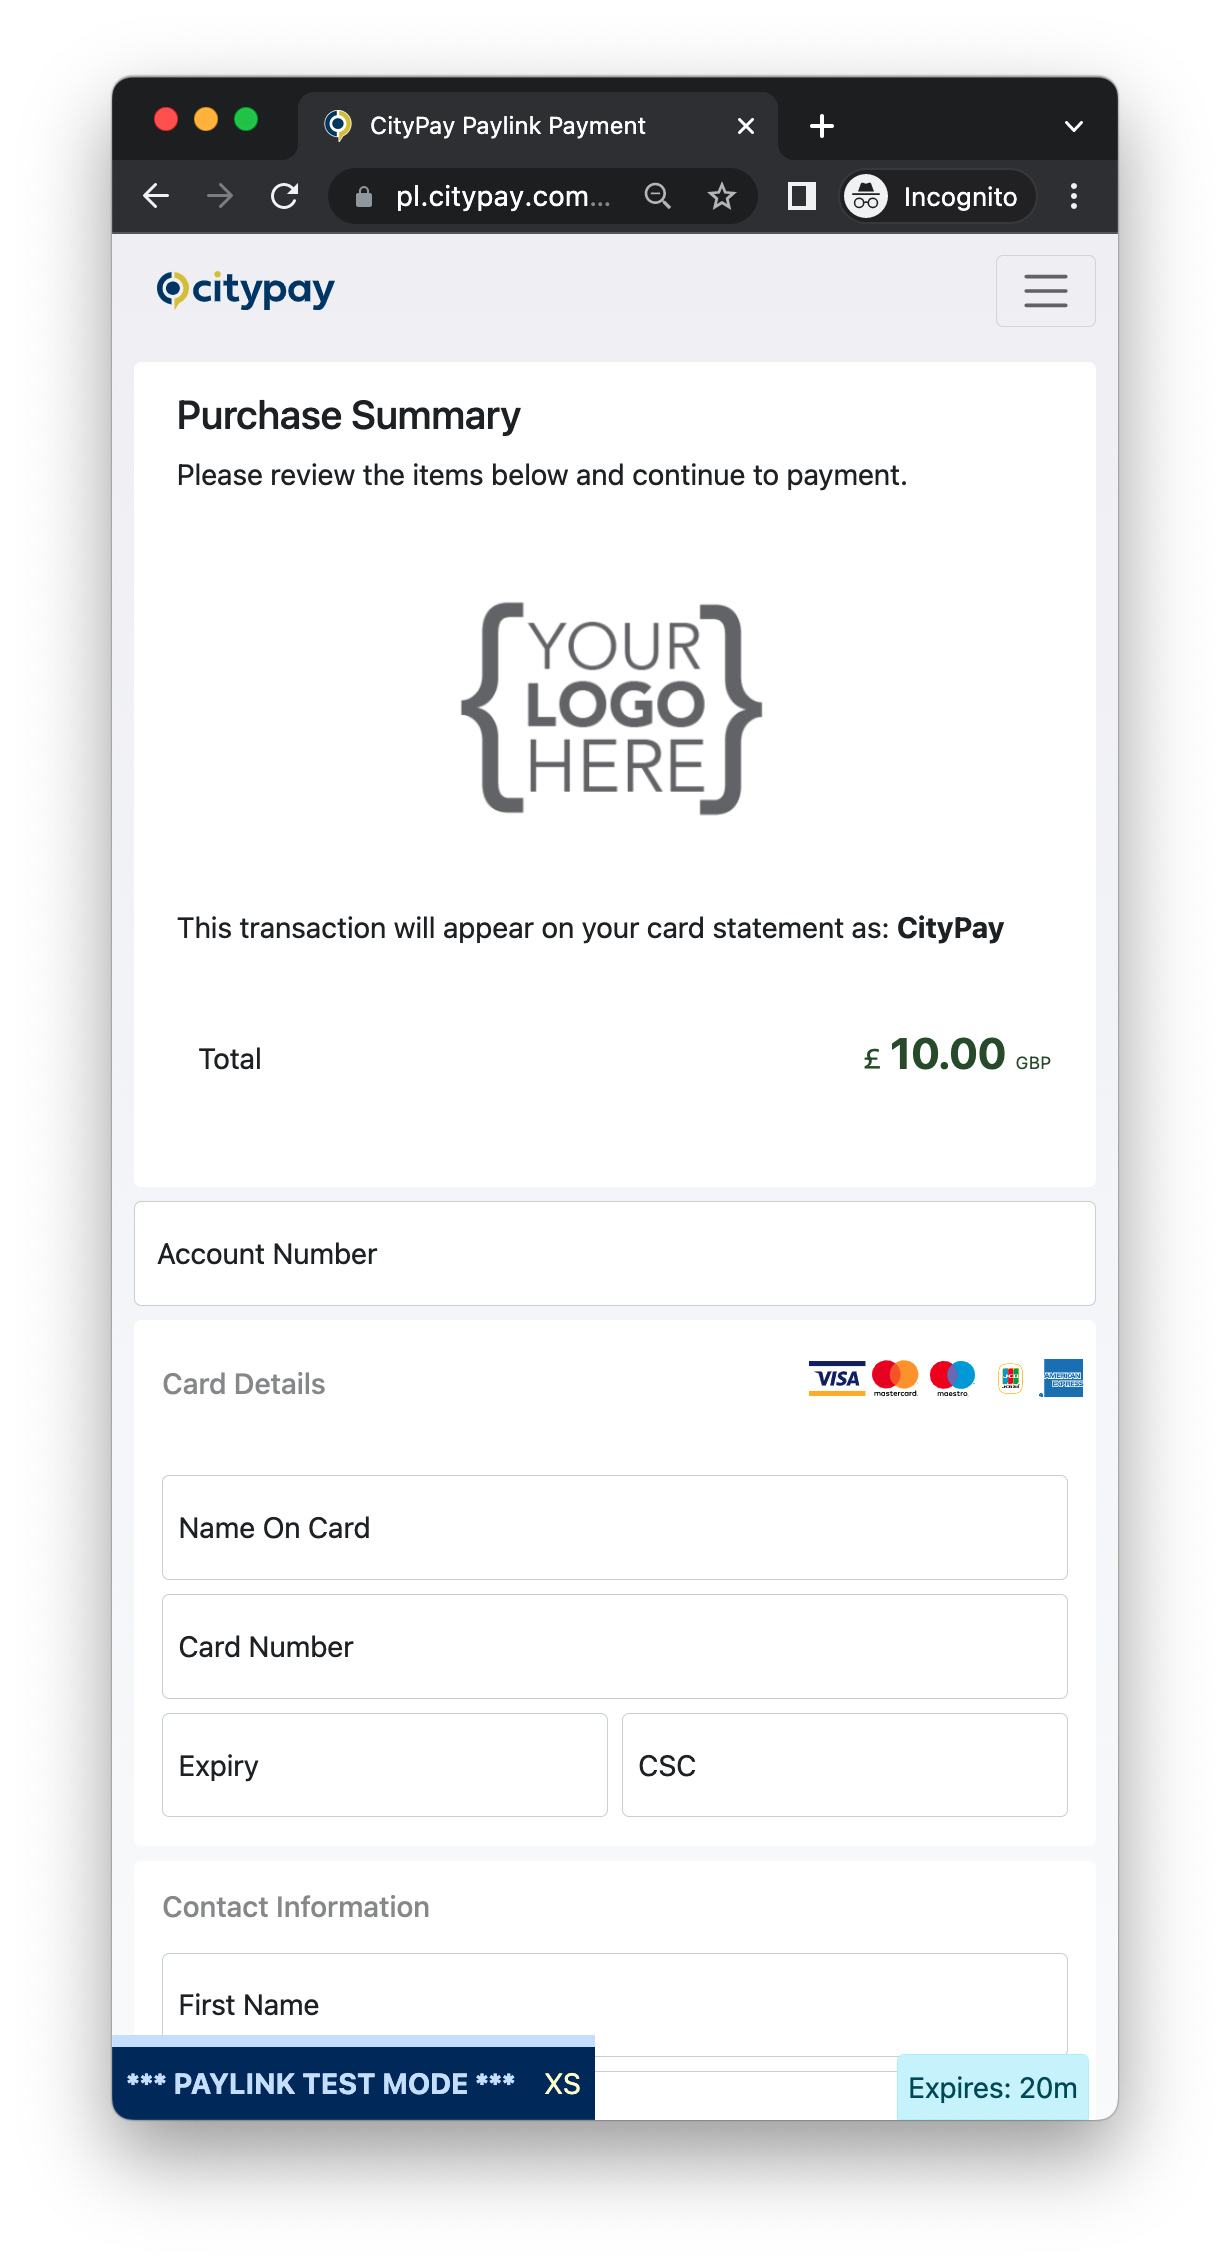 CityPay Paylink Payment
pl.citypay.com...
Incognito
citypay
Purchase Summary
Please review the items below and continue to payment.
YOUR
LOGO
HERE
This transaction will appear on your card statement as: CityPay
Total £ 10.00 GBP
Account Number
Card Details
VISA mastercard. maestro. JCB AMERICAN EXPRESS
Name On Card
Card Number
Expiry CSC
Contact Information
First Name
*** PAYLINK TEST MODE *** XS
Expires: 20m